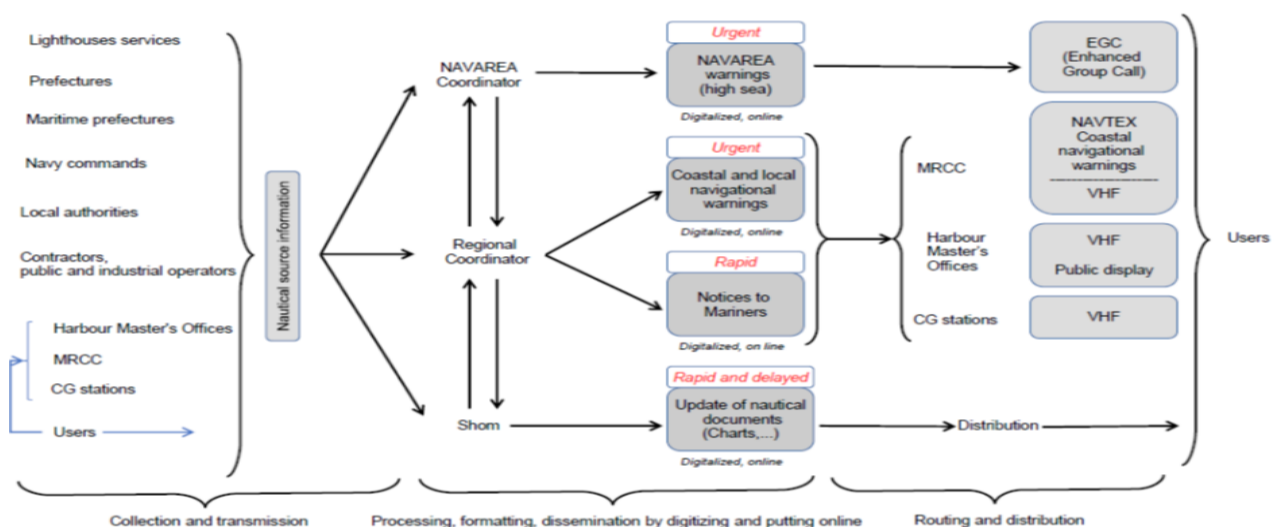 Lighthouses services
Prefectures
Maritime prefectures
Navy commands
Local authorities
Contractors,
public and industrial operators
Harbour Master's Offices
MRCC
CG stations
Users
Nautical source information
NAVAREA
Coordinator
Regional
Coordinator
Shom
Urgent
NAVAREA
warnings
(high sea)
Digitalized, online
Urgent
Coastal and local
navigational
warnings
Digitalized, online
Rapid
Notices to
Mariners
Digitalized, on line
Rapid and delayed
Update of nautical
documents
(Charts,...)
Digitalized, online
MRCC
Harbour
Master's
Offices
CG stations
Distribution
EGC
(Enhanced
Group Call)
NAVTEX
Coastal
navigational
warnings
VHF
VHF
Public display
VHF
Users
Collection and transmission
Processing, formatting, dissemination by digitizing and putting online
Routing and distribution